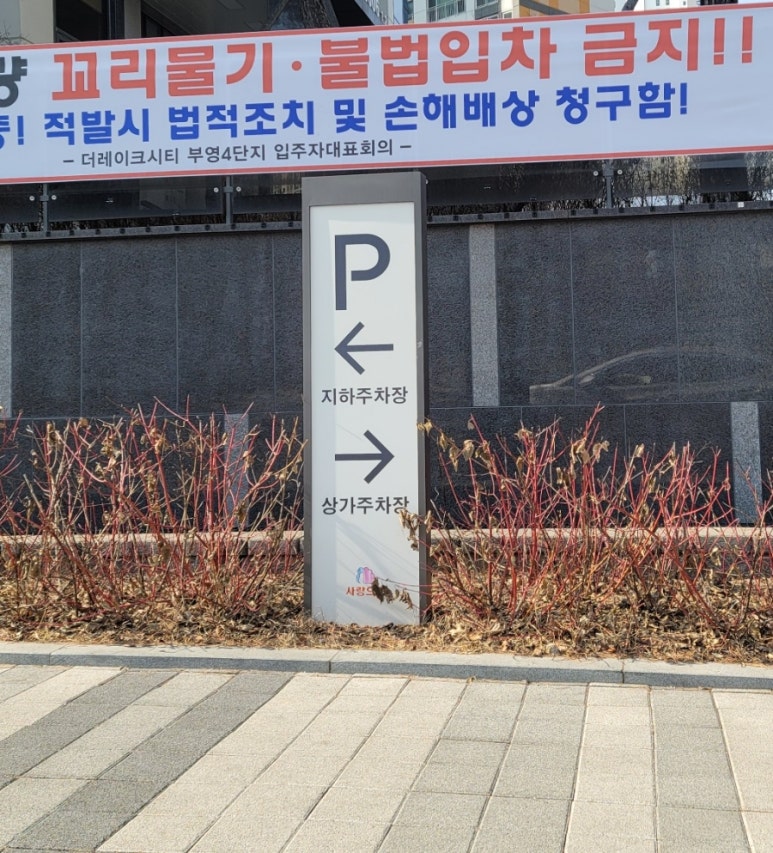 꼬리물기·불법입차 금지!!
! 적발시 법적조치 및 손해배상 청구함!
- 더레이크시티 부영4단지 입주자대표회의 -
P
←
지하주차장
→
상가주차장